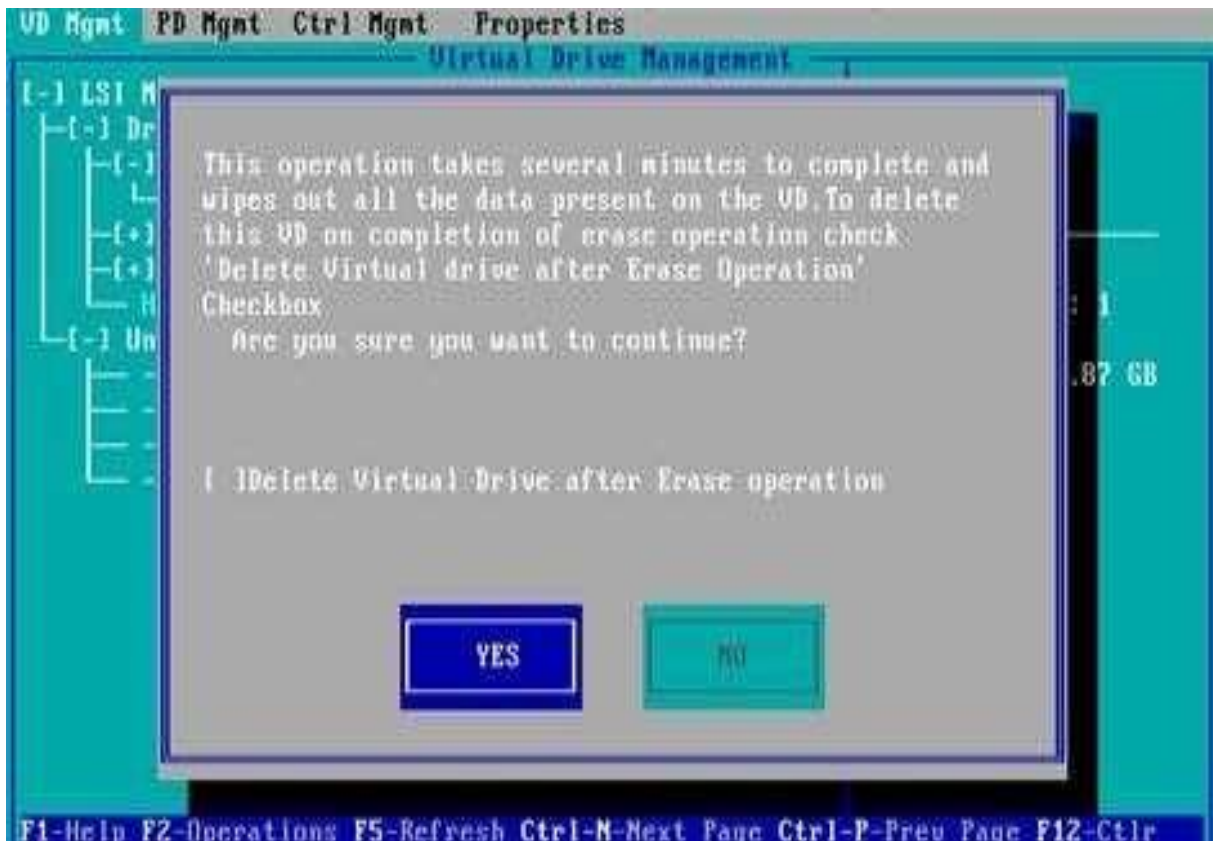 VD Mgmt PD Mgmt Ctrl Mgmt Properties
Virtual Drive Management
[-] LSI M
[-] Dr
[-]
This operation takes several minutes to complete and
wipes out all the data present on the VD.To delete
[+] this VD on completion of erase operation check
[+] 'Delete Virtual drive after Erase Operation'
Checkbox : 1
[-] Un Are you sure you want to continue?
.87 GB
[ ]Delete Virtual Drive after Erase operation
YES NO
F1-Help F2-Operations F5-Refresh Ctrl-N-Next Page Ctrl-P-Prev Page F12-Ctlr